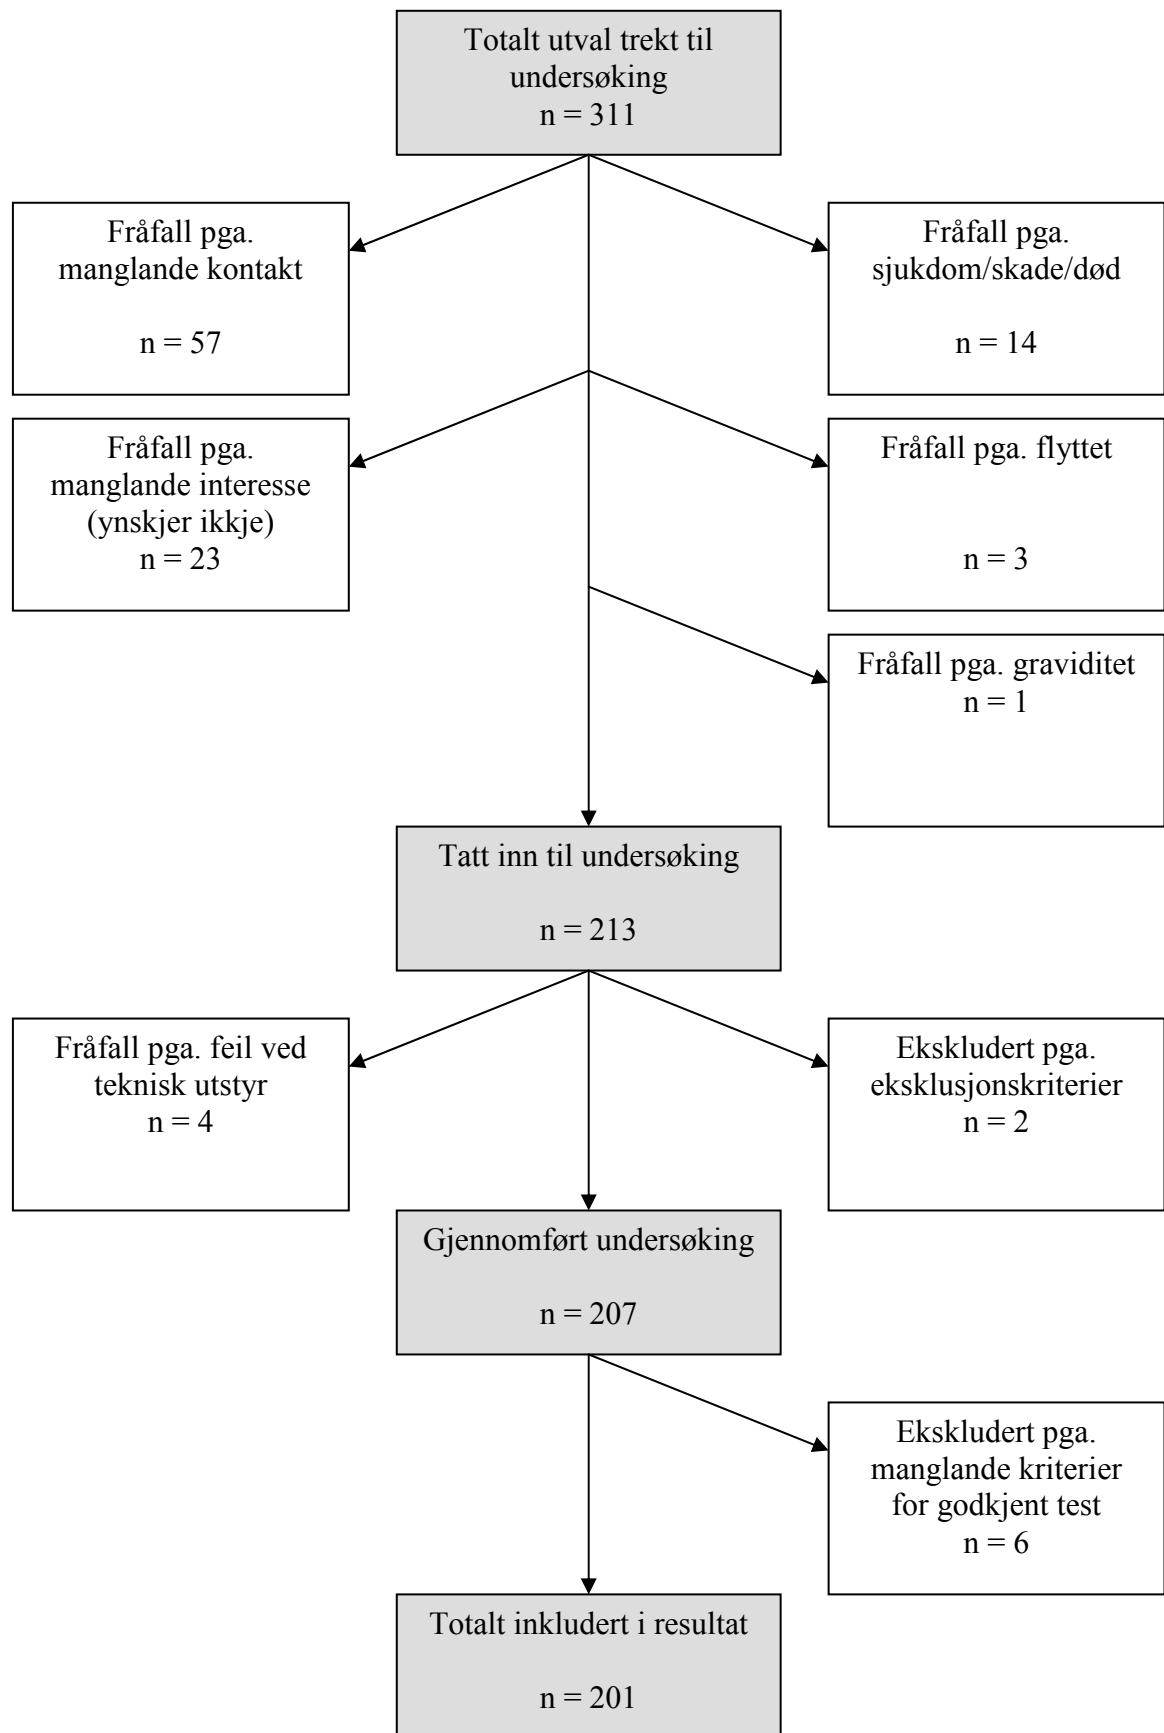 Totalt utval trekt til
undersøking
n = 311
Fråfall pga.
manglande kontakt
n = 57
Fråfall pga.
sjukdom/skade/død
n = 14
Fråfall pga.
manglande interesse
(ynskjer ikkje)
n = 23
Fråfall pga. flyttet
n = 3
Fråfall pga. graviditet
n = 1
Tatt inn til undersøking
n = 213
Fråfall pga. feil ved
teknisk utstyr
n = 4
Ekskludert pga.
eksklusjonskriterier
n = 2
Gjennomført undersøking
n = 207
Ekskludert pga.
manglande kriterier
for godkjent test
n = 6
Totalt inkludert i resultat
n = 201